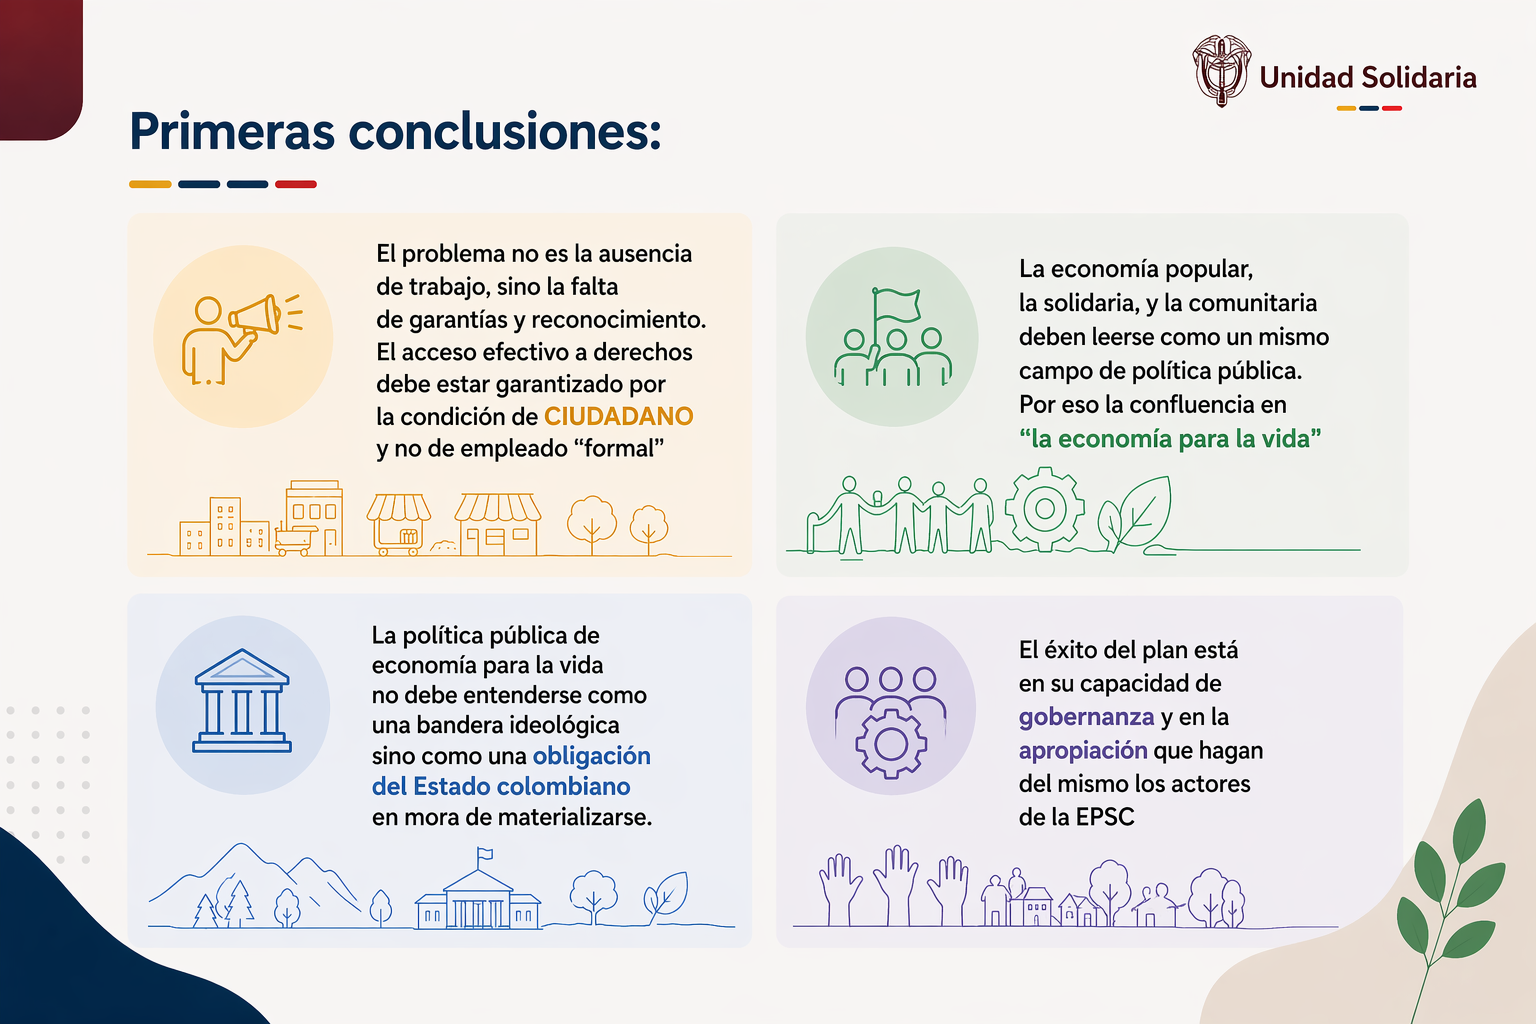 Unidad Solidaria
Primeras conclusiones:
El problema no es la ausencia
de trabajo, sino la falta
de garantías y reconocimiento.
El acceso efectivo a derechos
debe estar garantizado por
la condición de CIUDADANO
y no de empleado “formal”
La economía popular,
la solidaria, y la comunitaria
deben leerse como un mismo
campo de política pública.
Por eso la confluencia en
“la economía para la vida”
La política pública de
economía para la vida
no debe entenderse como
una bandera ideológica
sino como una obligación
del Estado colombiano
en mora de materializarse.
El éxito del plan está
en su capacidad de
gobernanza y en la
apropiación que hagan
del mismo los actores
de la EPSC